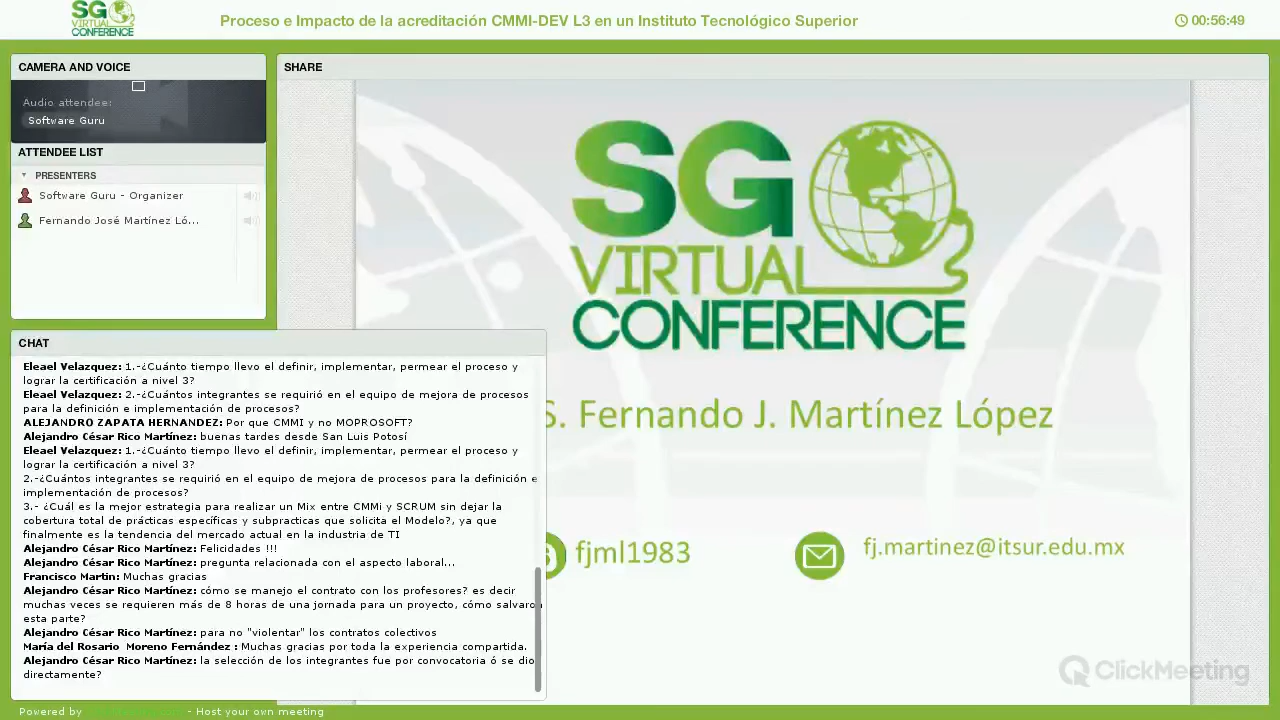 SG
VIRTUAL
CONFERENCE
Proceso e Impacto de la acreditación CMMI-DEV L3 en un Instituto Tecnológico Superior
00:56:49
CAMERA AND VOICE
Audio attendee:
Software Guru
ATTENDEE LIST
PRESENTERS
Software Guru - Organizer
Fernando José Martínez Ló...
SHARE
SG
VIRTUAL
CONFERENCE
S. Fernando J. Martínez López
fjml1983
fj.martinez@itsur.edu.mx
CHAT
Eleael Velazquez: 1.-¿Cuánto tiempo llevo el definir, implementar, permear el proceso y
lograr la certificación a nivel 3?
Eleael Velazquez: 2.-¿Cuántos integrantes se requirió en el equipo de mejora de procesos
para la definición e implementación de procesos?
ALEJANDRO ZAPATA HERNANDEZ: Por que CMMI y no MOPROSOFT?
Alejandro César Rico Martínez: buenas tardes desde San Luis Potosí
Eleael Velazquez: 1.-¿Cuánto tiempo llevo el definir, implementar, permear el proceso y
lograr la certificación a nivel 3?
2.-¿Cuántos integrantes se requirió en el equipo de mejora de procesos para la definición e
implementación de procesos?
3.- ¿Cuál es la mejor estrategia para realizar un Mix entre CMMi y SCRUM sin dejar la
cobertura total de prácticas específicas y subpracticas que solicita el Modelo?, ya que
finalmente es la tendencia del mercado actual en la industria de TI
Alejandro César Rico Martínez: Felicidades !!!
Alejandro César Rico Martínez: pregunta relacionada con el aspecto laboral...
Francisco Martin: Muchas gracias
Alejandro César Rico Martínez: cómo se manejo el contrato con los profesores? es decir
muchas veces se requieren más de 8 horas de una jornada para un proyecto, cómo salvaron
esta parte?
Alejandro César Rico Martínez: para no "violentar" los contratos colectivos
María del Rosario Moreno Fernández : Muchas gracias por toda la experiencia compartida.
Alejandro César Rico Martínez: la selección de los integrantes fue por convocatoria ó se dio
directamente?
ClickMeeting
Powered by
- Host your own meeting